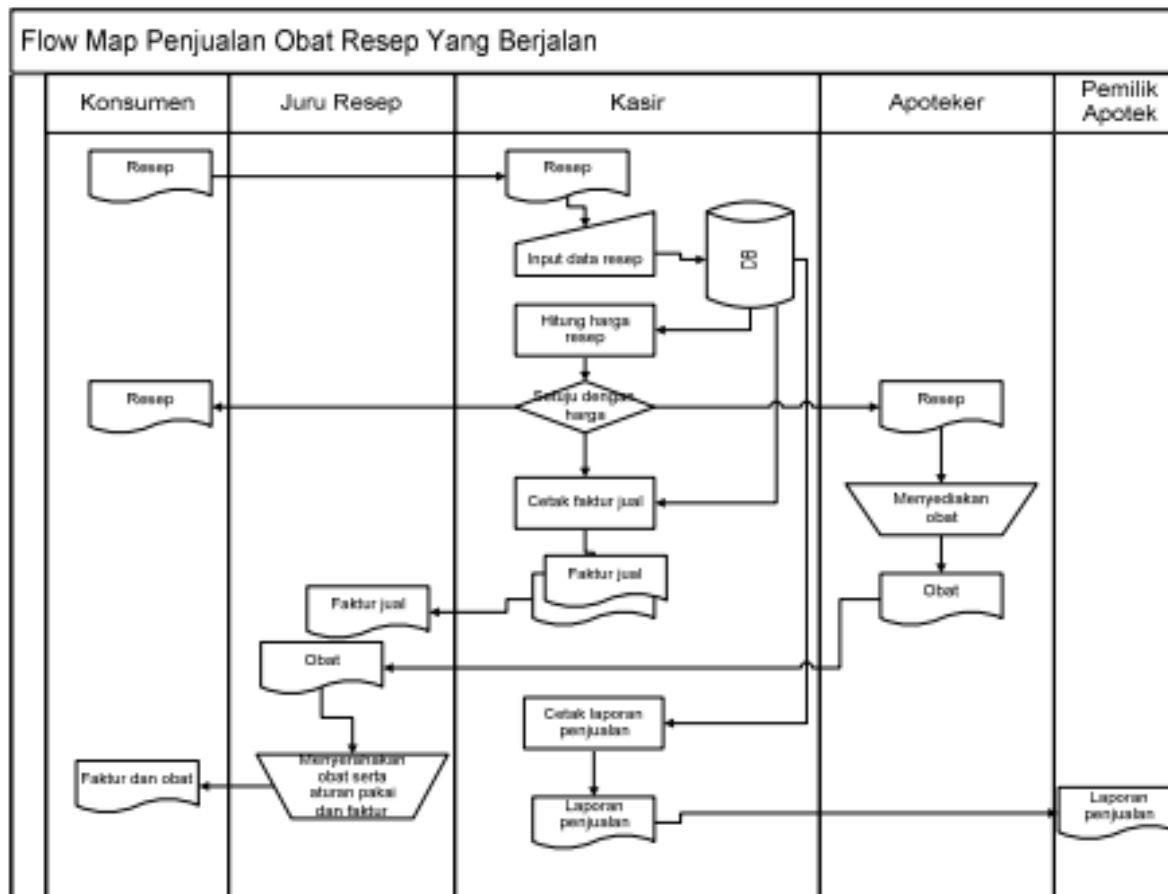 Flow Map Penjualan Obat Resep Yang Berjalan
Konsumen
Juru Resep
Kasir
Apoteker
Pemilik
Apotek
Resep
Resep
Input data resep
DB
Hitung harga
resep
Resep
Setuju dengan
harga
Resep
Cetak faktur jual
Menyediakan
obat
Faktur jual
Obat
Faktur jual
Obat
Cetak laporan
penjualan
Faktur dan obat
obat serta
aturan pakai
dan faktur
Laporan
penjualan
Laporan
penjualan